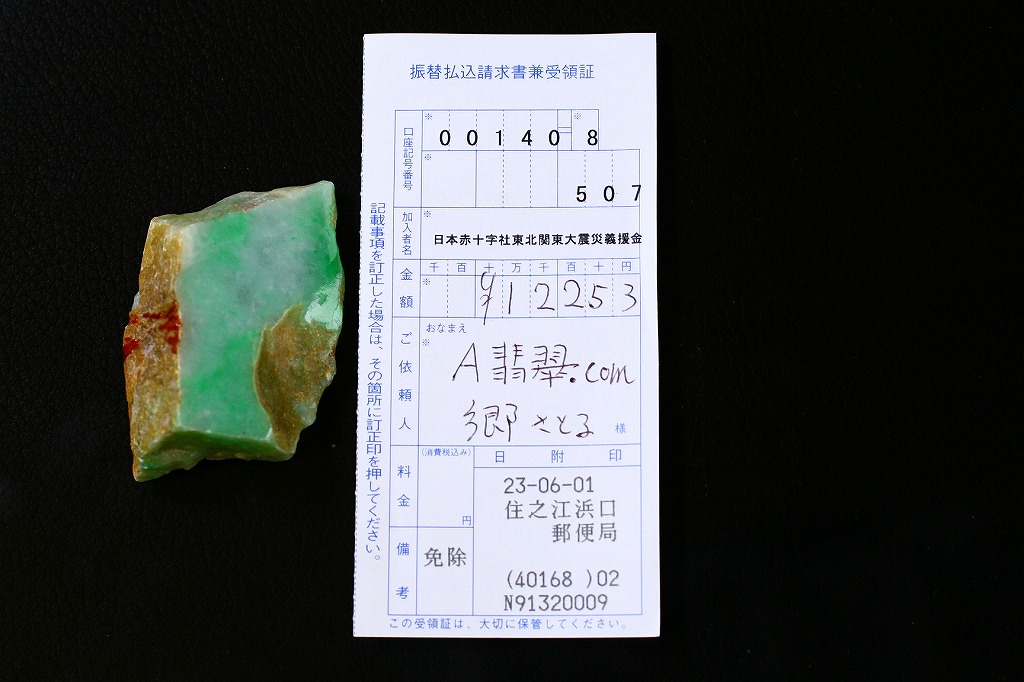 振替払込請求書兼受領証
口座記号番号
※ ※
00140 8
※
507
加入者名
※
日本赤十字社東北関東大震災義援金
金額
千 百 十 万 千 百 十 円
※
¥12253
ご依頼人
おなまえ
※
A翡翠.com
郷さとる 様
料金
(消費税込み)
円
日附印
23-06-01
住之江浜口
郵便局
(40168 )02
N91320009
備考
免除
記載事項を訂正した場合は、その箇所に訂正印を押してください。
この受領証は、大切に保管してください。